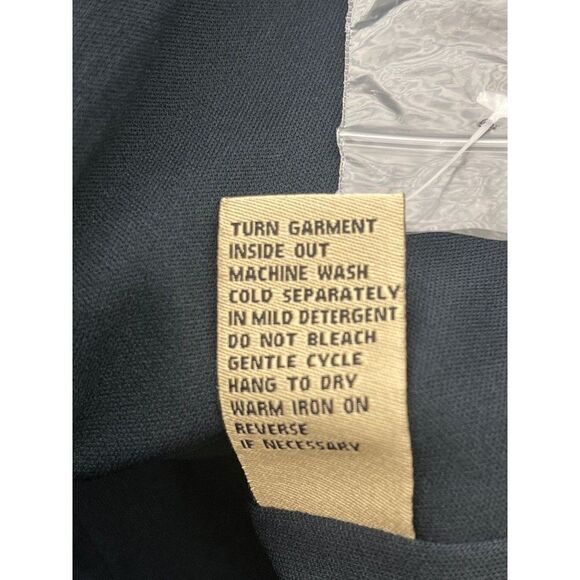 TURN GARMENT
INSIDE OUT
MACHINE WASH
COLD SEPARATELY
IN MILD DETERGENT
DO NOT BLEACH
GENTLE CYCLE
HANG TO DRY
WARM IRON ON
REVERSE
IF NECESSARY